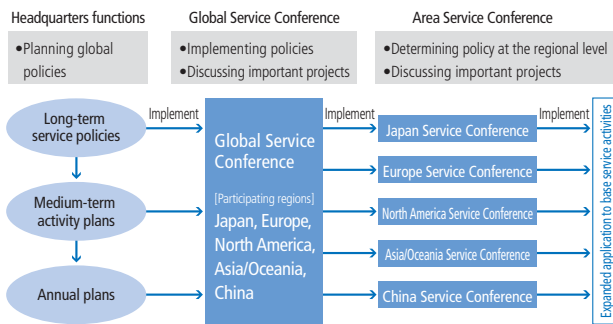 Headquarters functions
•Planning global
policies
Global Service Conference
•Implementing policies
•Discussing important projects
Area Service Conference
•Determining policy at the regional level
•Discussing important projects
Long-term
service policies
Medium-term
activity plans
Annual plans
Implement
Global Service
Conference
[Participating regions]
Japan, Europe,
North America,
Asia/Oceania,
China
Implement
Japan Service Conference
Europe Service Conference
North America Service Conference
Asia/Oceania Service Conference
China Service Conference
Implement
Expanded application to base service activities